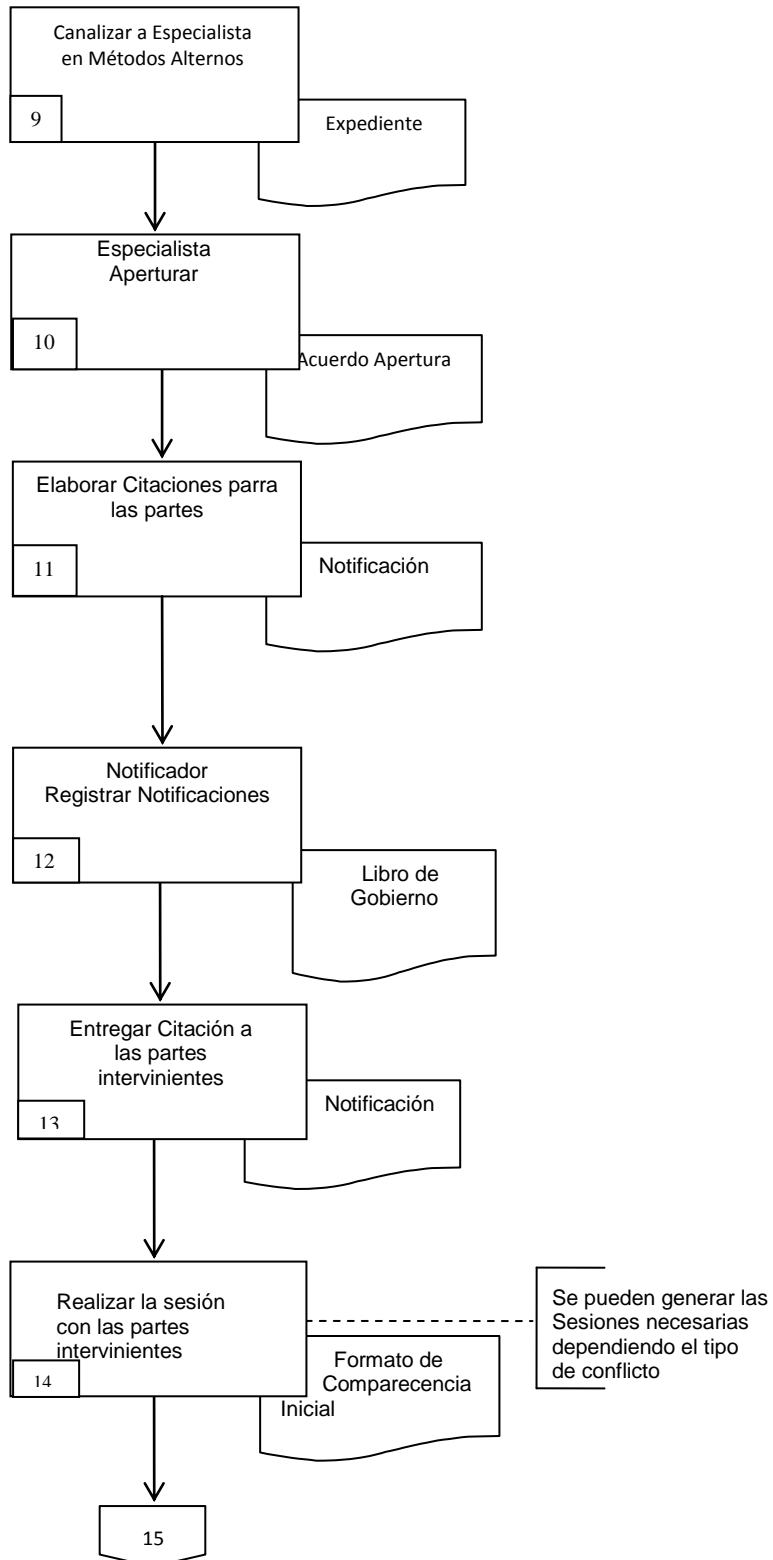 Canalizar a Especialista
en Métodos Alternos
9
Expediente
Especialista
Aperturar
10
Acuerdo Apertura
Elaborar Citaciones parra
las partes
11
Notificación
Notificador
Registrar Notificaciones
12
Libro de
Gobierno
Entregar Citación a
las partes
intervinientes
13
Notificación
Realizar la sesión
con las partes
intervinientes
14
Formato de
Comparecencia
Inicial
Se pueden generar las
Sesiones necesarias
dependiendo el tipo
de conflicto
15